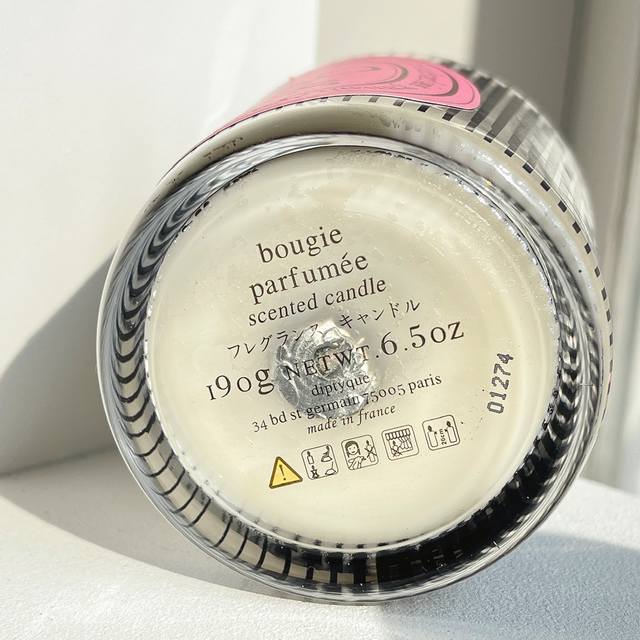 bougie
parfumée
scented candle
フレグランス キャンドル
190g NETWT.6.5oz
diptyque
34 bd st germain 75005 paris
made in france
01274
20cm